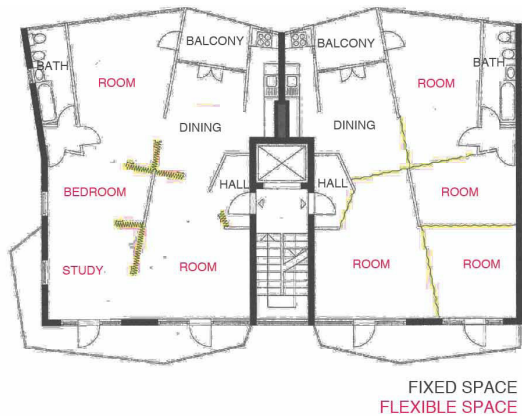 BALCONY
BALCONY
BATH
ROOM
ROOM
BATH
DINING
DINING
BEDROOM
HALL
HALL
ROOM
STUDY
ROOM
ROOM
ROOM
FIXED SPACE
FLEXIBLE SPACE